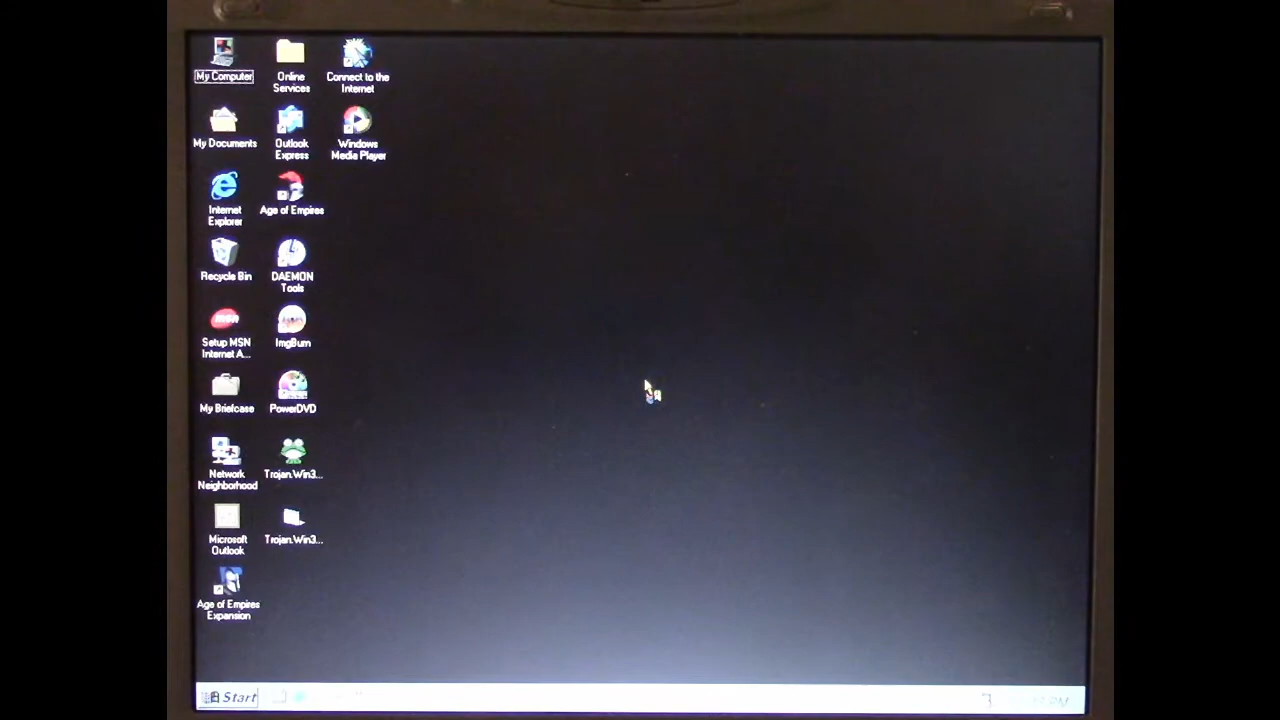 My Computer
Online
Services
Connect to the
Internet
My Documents
Outlook
Express
Windows
Media Player
Internet
Explorer
Age of Empires
Recycle Bin
DAEMON
Tools
msn
Setup MSN
Internet A...
ImgBurn
My Briefcase
PowerDVD
Network
Neighborhood
Trojan.Win3...
Microsoft
Outlook
Trojan.Win3...
Age of Empires
Expansion
Start
PM